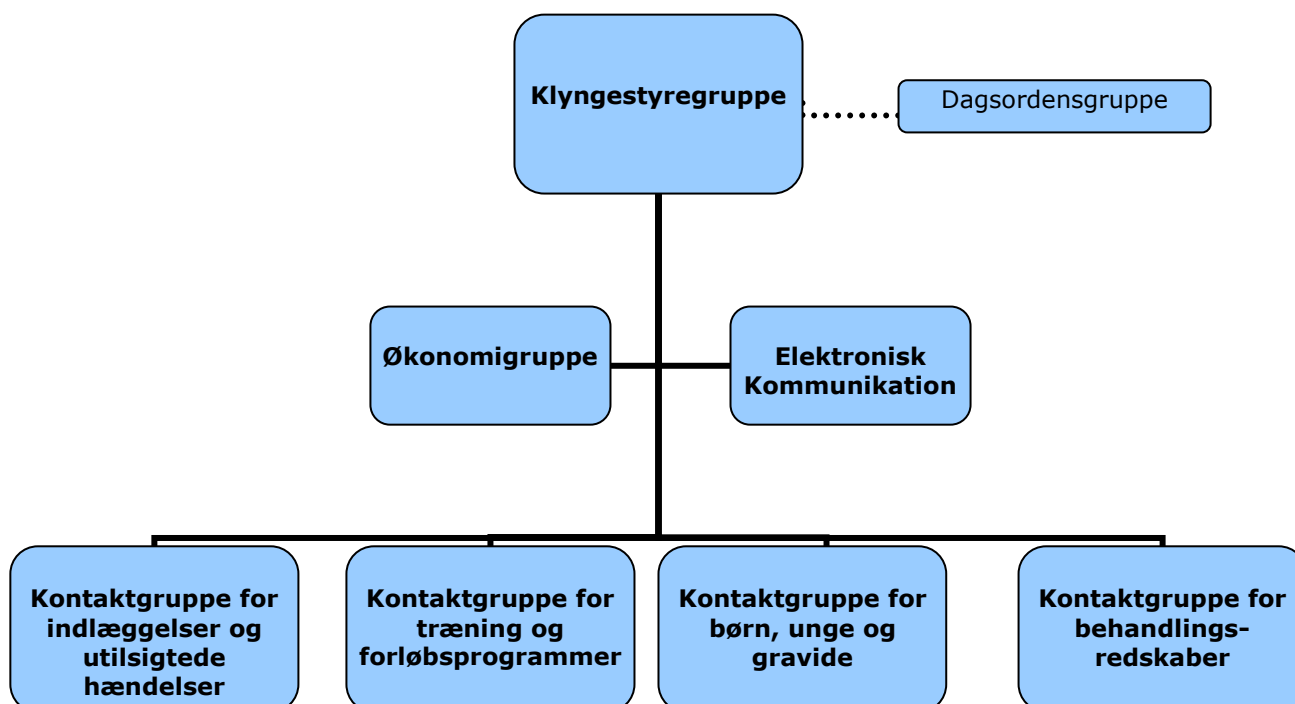 Klyngestyregruppe
Dagsordensgruppe
Økonomigruppe
Elektronisk
Kommunikation
Kontaktgruppe for
indlæggelser og
utilsigtede
hændelser
Kontaktgruppe for
træning og
forløbsprogrammer
Kontaktgruppe for
børn, unge og
gravide
Kontaktgruppe for
behandlings-
redskaber